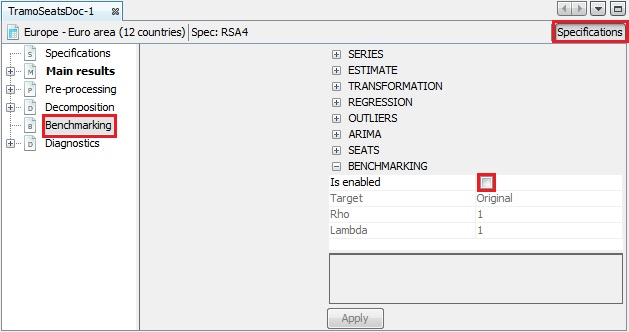 TramoSeatsDoc-1
Europe - Euro area (12 countries) Spec: RSA4 Specifications
S Specifications
M Main results
P Pre-processing
D Decomposition
B Benchmarking
D Diagnostics
SERIES
ESTIMATE
TRANSFORMATION
REGRESSION
OUTLIERS
ARIMA
SEATS
BENCHMARKING
Is enabled
Target Original
Rho 1
Lambda 1
Apply